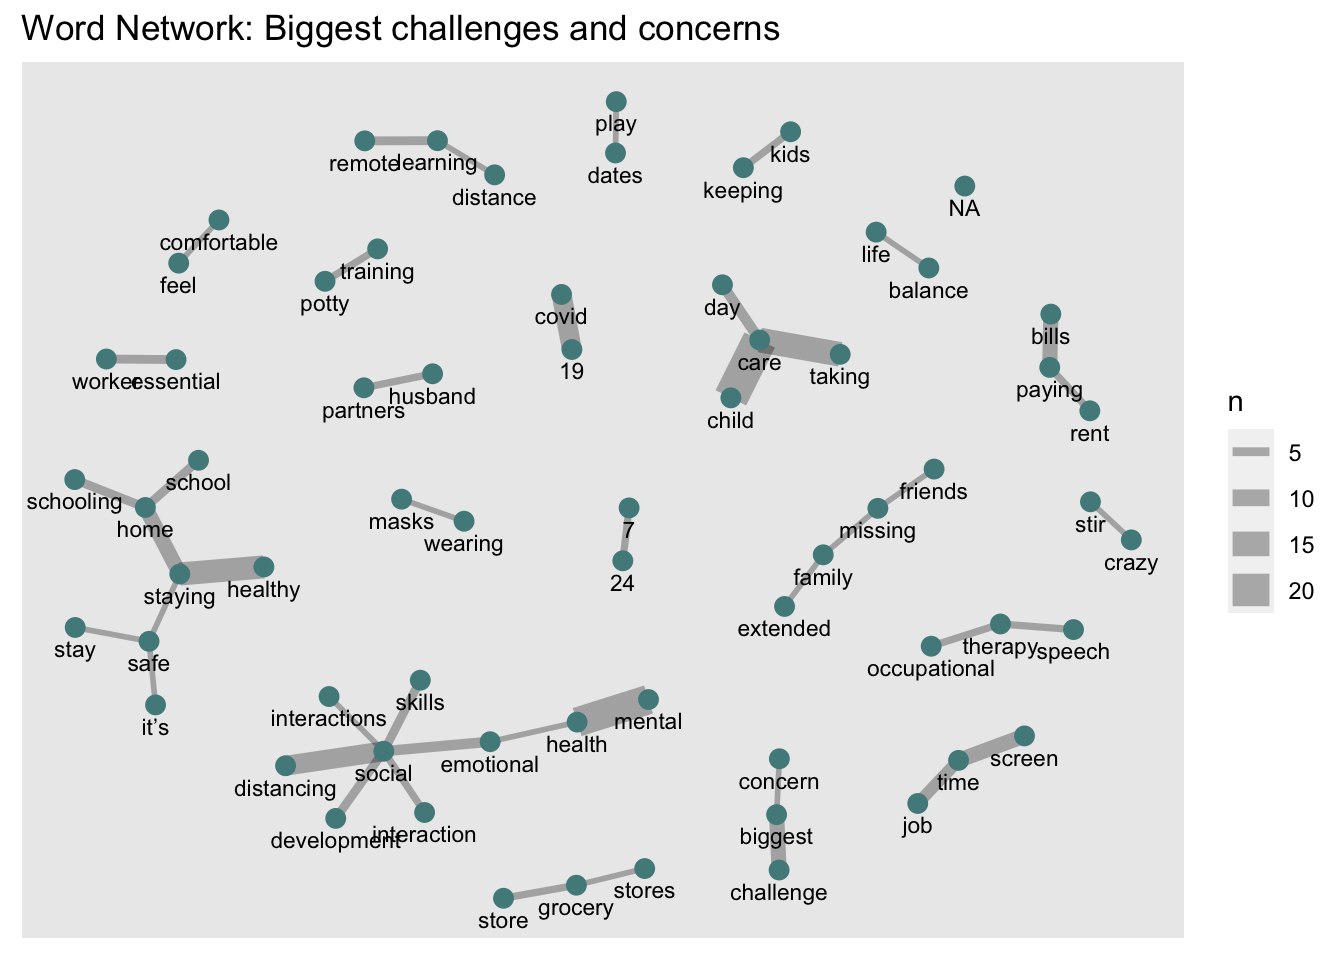 Word Network: Biggest challenges and concerns
play
remote
learning
kids
dates
distance
keeping
NA
comfortable
life
training
feel
balance
potty
day
covid
bills
care
19
taking
worker
essential
paying
husband
partners
child
rent
n
5
10
15
20
school
friends
schooling
masks
stir
home
7
missing
wearing
crazy
family
24
healthy
staying
extended
therapy
speech
stay
safe
occupational
skills
interactions
mental
it’s
health
screen
emotional
social
concern
time
distancing
job
interaction
biggest
development
stores
challenge
grocery
store